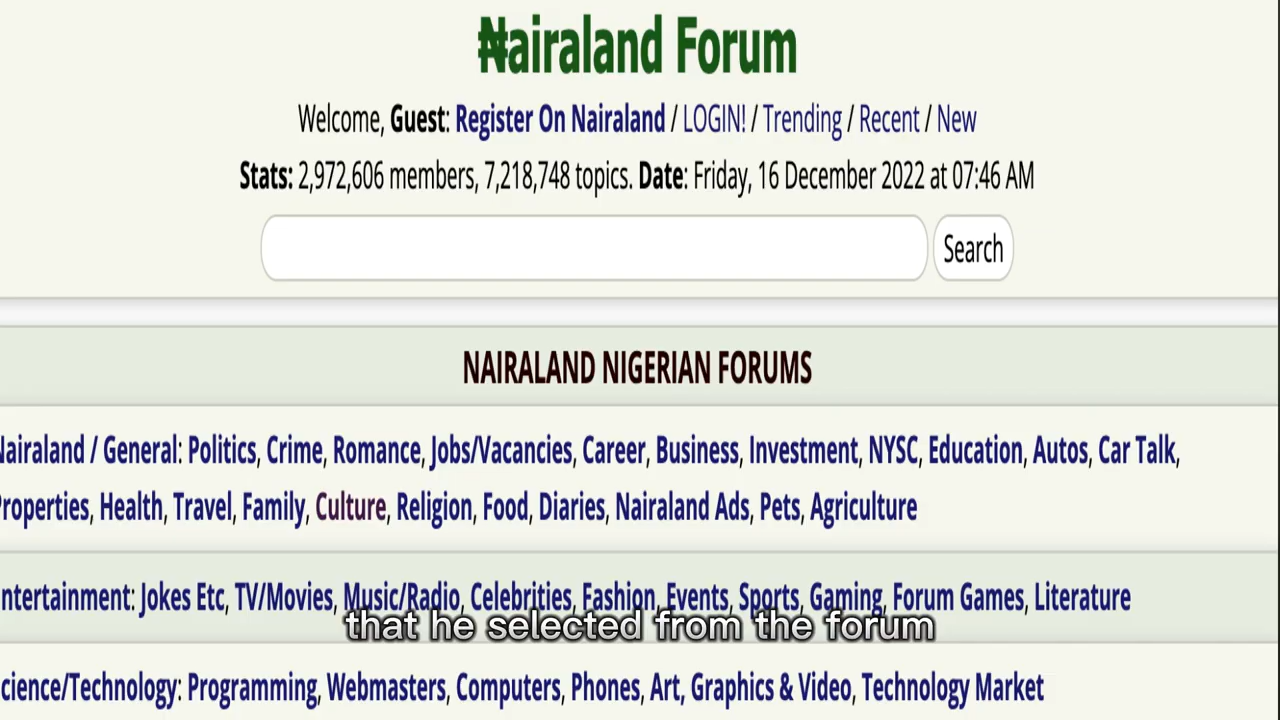 ₦airaland Forum
Welcome, Guest: Register On Nairaland / LOGIN! / Trending / Recent / New
Stats: 2,972,606 members, 7,218,748 topics. Date: Friday, 16 December 2022 at 07:46 AM
Search
NAIRALAND NIGERIAN FORUMS
Nairaland / General: Politics, Crime, Romance, Jobs/Vacancies, Career, Business, Investment, NYSC, Education, Autos, Car Talk,
Properties, Health, Travel, Family, Culture, Religion, Food, Diaries, Nairaland Ads, Pets, Agriculture
ntertainment: Jokes Etc, TV/Movies, Music/Radio, Celebrities, Fashion, Events, Sports, Gaming, Forum Games, Literature
that he selected from the forum
cience/Technology: Programming, Webmasters, Computers, Phones, Art, Graphics & Video, Technology Market